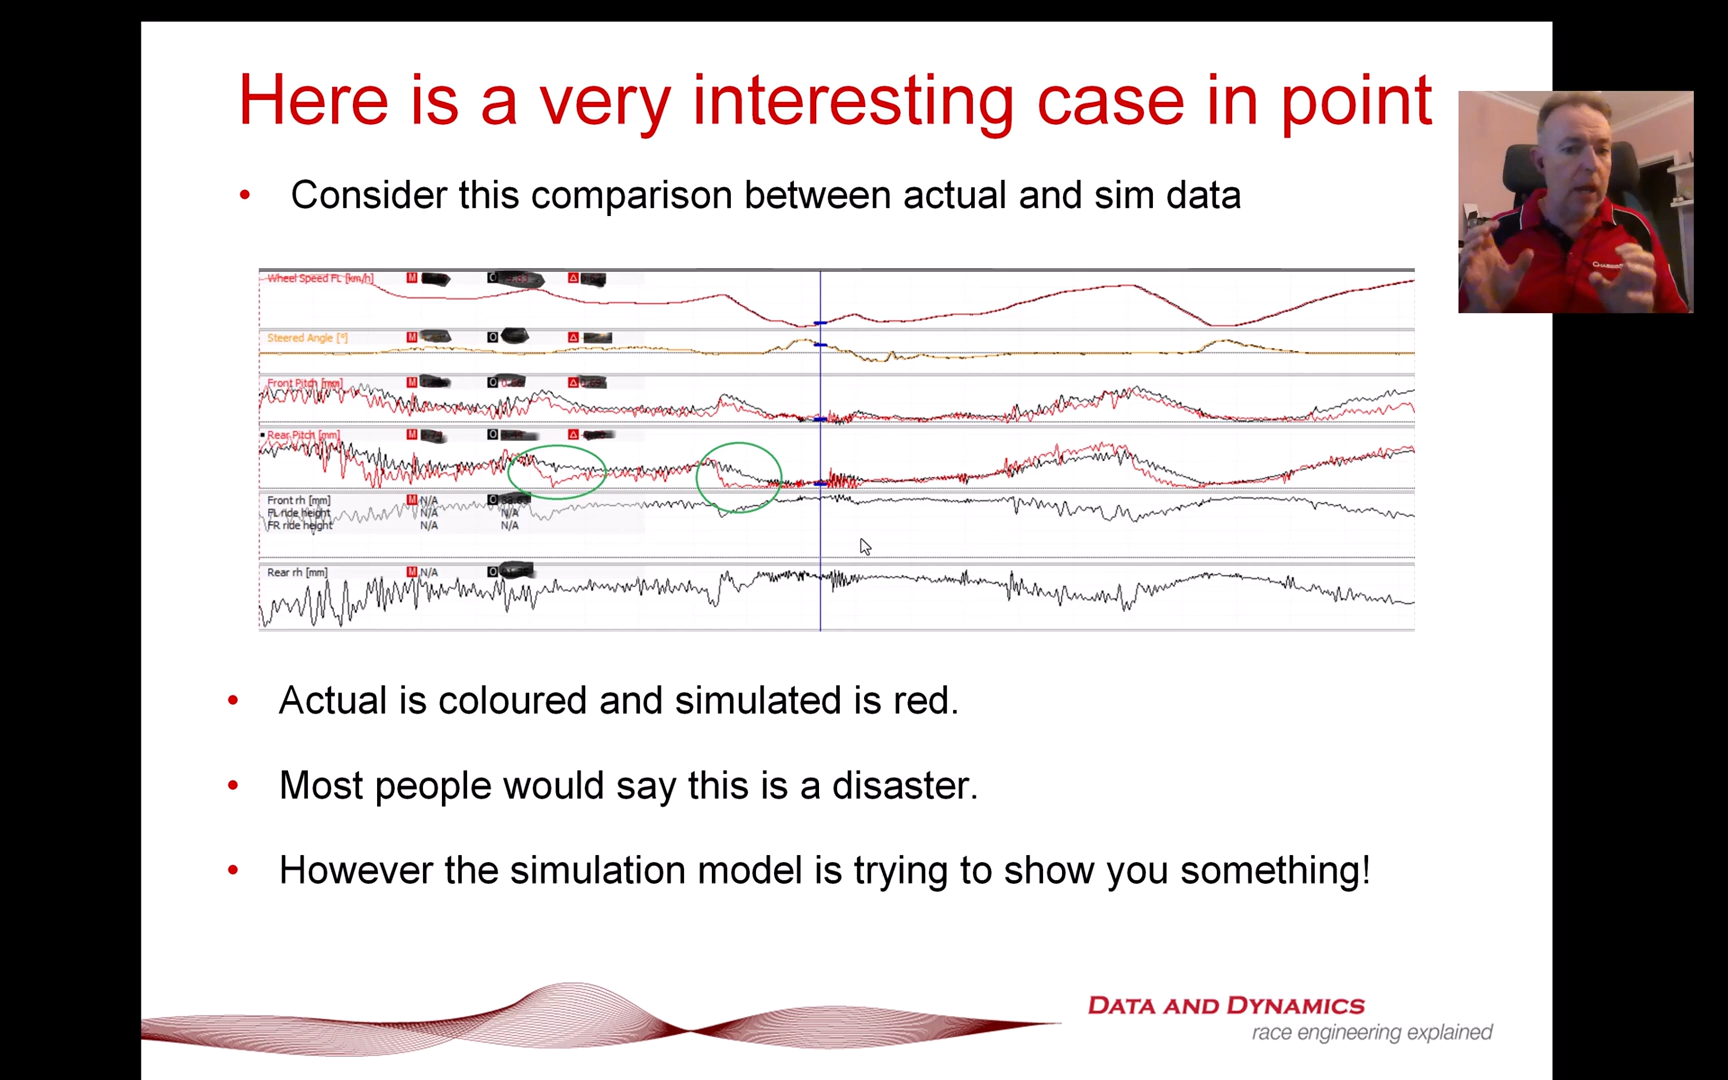 Here is a very interesting case in point
• Consider this comparison between actual and sim data
Wheel Speed FL [km/h] M O Δ
Steered Angle [°] M O Δ
Front Pitch [mm] M O Δ
Rear Pitch [mm] M O Δ
Front rh [mm] M N/A O
FL ride height N/A N/A
FR ride height N/A N/A
Rear rh [mm] M N/A O
• Actual is coloured and simulated is red.
• Most people would say this is a disaster.
• However the simulation model is trying to show you something!
DATA AND DYNAMICS
race engineering explained